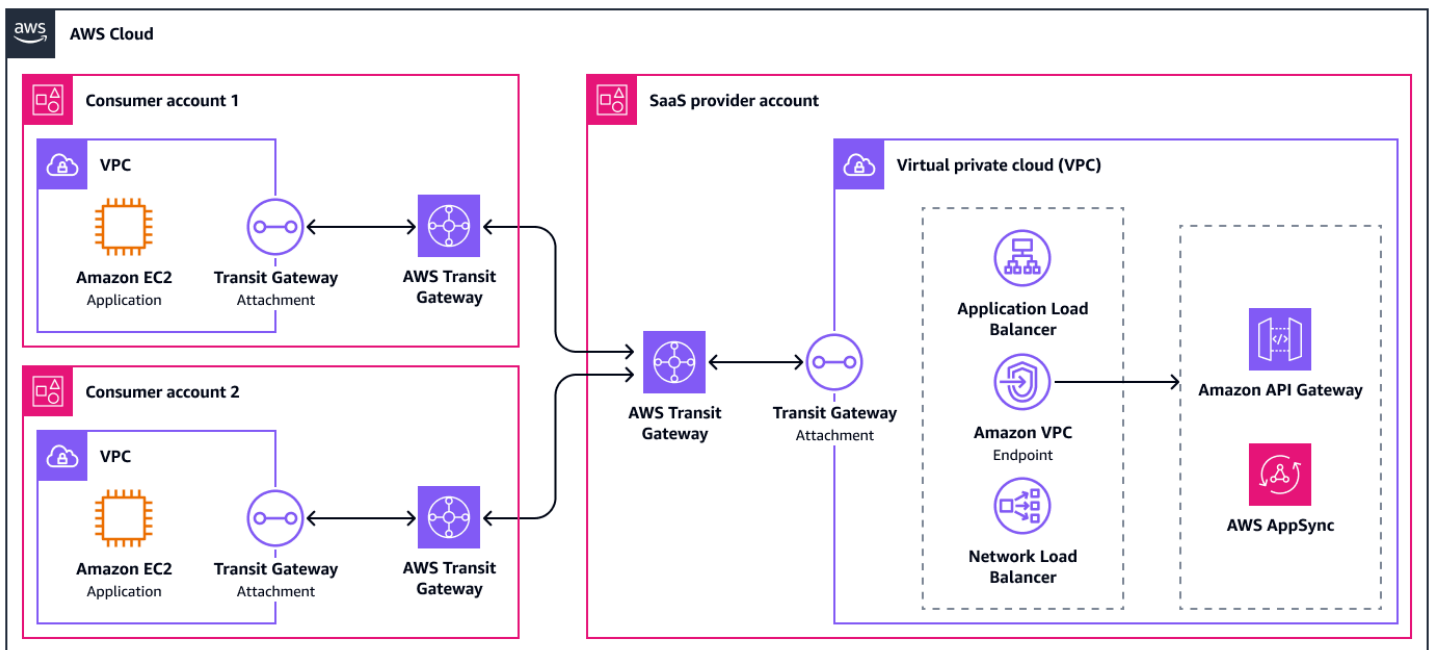 aws
AWS Cloud
Consumer account 1
VPC
Amazon EC2
Application
Transit Gateway
Attachment
AWS Transit
Gateway
Consumer account 2
VPC
Amazon EC2
Application
Transit Gateway
Attachment
AWS Transit
Gateway
SaaS provider account
AWS Transit
Gateway
Transit Gateway
Attachment
Virtual private cloud (VPC)
Application Load
Balancer
Amazon VPC
Endpoint
Network Load
Balancer
</>
Amazon API Gateway
AWS AppSync